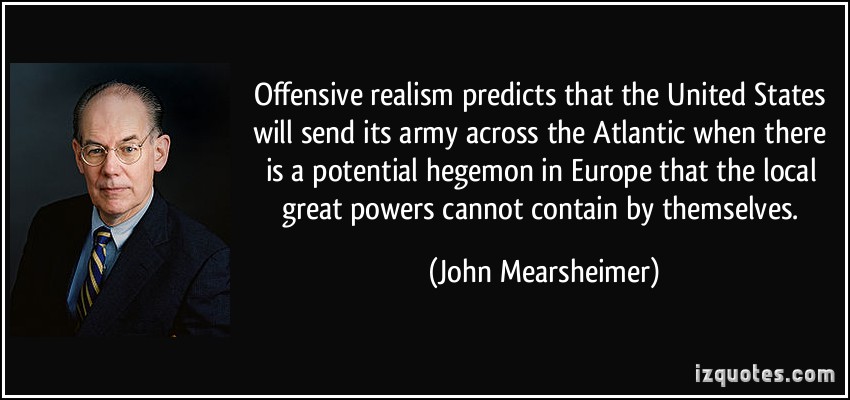 Offensive realism predicts that the United States
will send its army across the Atlantic when there
is a potential hegemon in Europe that the local
great powers cannot contain by themselves.
(John Mearsheimer)
izquotes.com